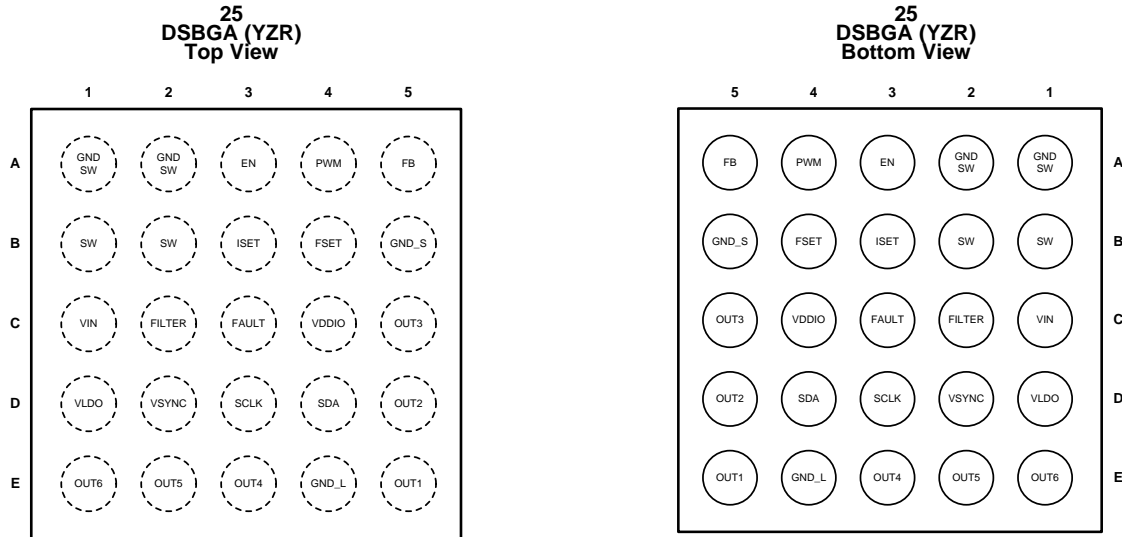 25
DSBGA (YZR)
Top View
1 2 3 4 5
A GND SW GND SW EN PWM FB
B SW SW ISET FSET GND_S
C VIN FILTER FAULT VDDIO OUT3
D VLDO VSYNC SCLK SDA OUT2
E OUT6 OUT5 OUT4 GND_L OUT1
25
DSBGA (YZR)
Bottom View
5 4 3 2 1
FB PWM EN GND SW GND SW A
GND_S FSET ISET SW SW B
OUT3 VDDIO FAULT FILTER VIN C
OUT2 SDA SCLK VSYNC VLDO D
OUT1 GND_L OUT4 OUT5 OUT6 E